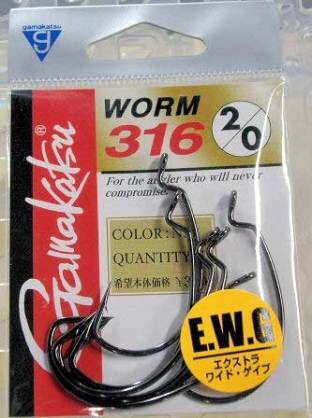 gamakatsu
g
Gamakatsu®
WORM
316
2/0
For the angler who will never
compromise.
COLOR:N
QUANTITY
希望本体価格 ¥3
E.W.G
エクストラ
ワイド・ゲイプ